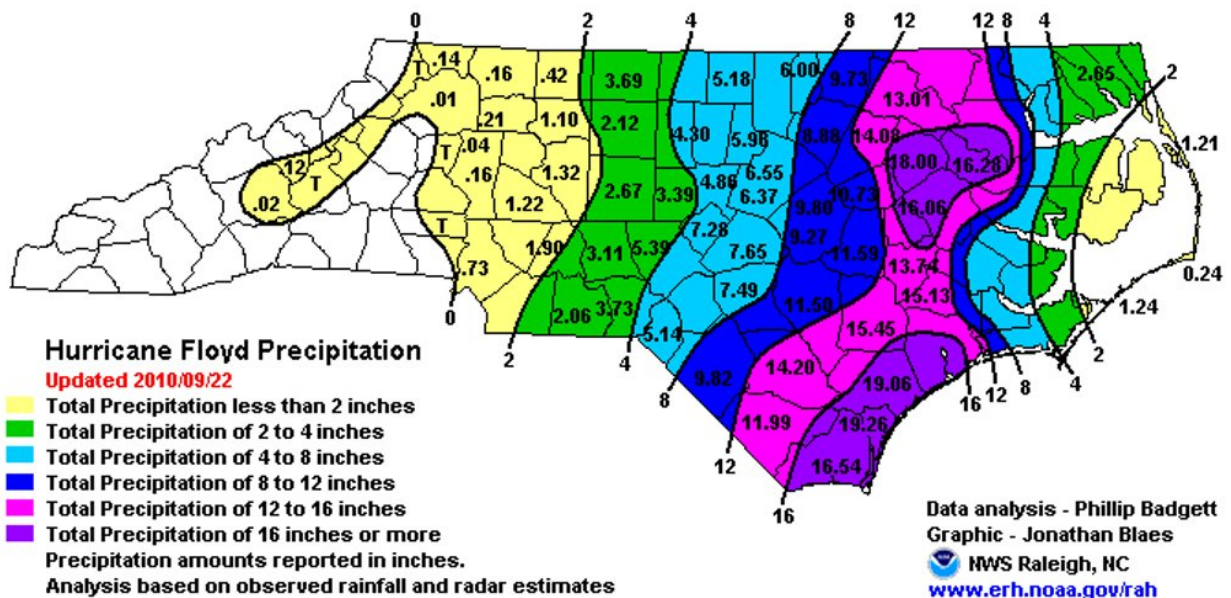 0 2 4 8 12 12 8 4
.14 .16 .42 3.69 5.18 6.00 9.73 13.01 2.65 2
T .01 .21 1.10 2.12 4.30 5.98 8.88 14.08 18.00 16.28 1.21
.12 T T .04 .16 1.32 2.67 3.39 4.86 6.55 6.37 9.80 10.73 16.06
.02 T 1.22 1.90 3.11 5.39 7.28 7.65 9.27 11.59 13.74
.73 2.06 3.73 7.49 11.50 15.13 0.24
0 5.14 15.45 1.24
2 4 8 9.82 14.20 19.06 16 12 8 4 2
11.99 19.26
12 16.54
16
Hurricane Floyd Precipitation
Updated 2010/09/22
Total Precipitation less than 2 inches
Total Precipitation of 2 to 4 inches
Total Precipitation of 4 to 8 inches
Total Precipitation of 8 to 12 inches
Total Precipitation of 12 to 16 inches
Total Precipitation of 16 inches or more
Precipitation amounts reported in inches.
Analysis based on observed rainfall and radar estimates
Data analysis - Phillip Badgett
Graphic - Jonathan Blaes
NWS Raleigh, NC
www.erh.noaa.gov/rah